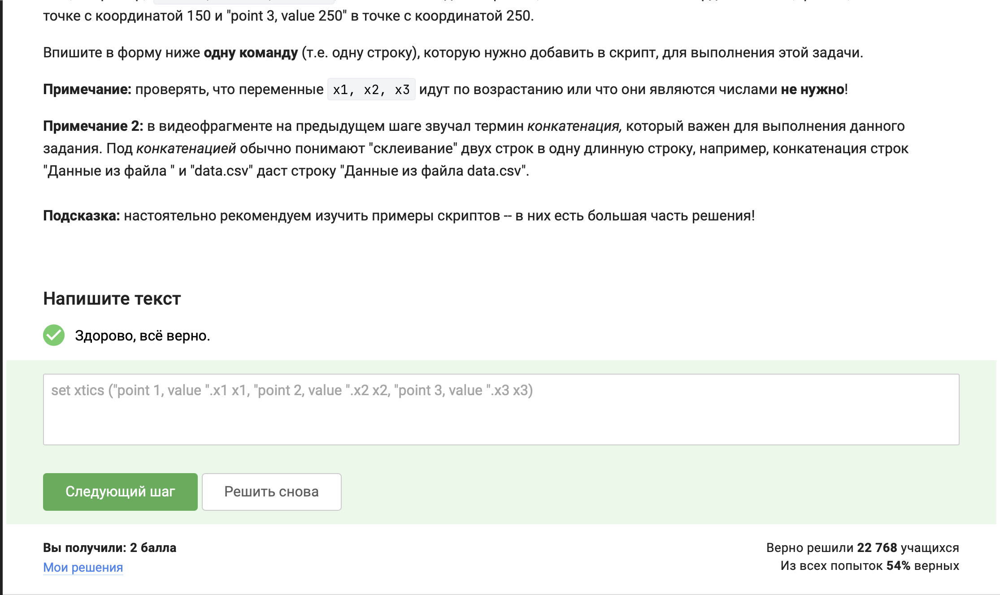 точке с координатой 150 и "point 3, value 250" в точке с координатой 250.
Впишите в форму ниже одну команду (т.е. одну строку), которую нужно добавить в скрипт, для выполнения этой задачи.
Примечание: проверять, что переменные x1, x2, x3 идут по возрастанию или что они являются числами не нужно!
Примечание 2: в видеофрагменте на предыдущем шаге звучал термин конкатенация, который важен для выполнения данного
задания. Под конкатенацией обычно понимают "склеивание" двух строк в одну длинную строку, например, конкатенация строк
"Данные из файла " и "data.csv" даст строку "Данные из файла data.csv".
Подсказка: настоятельно рекомендуем изучить примеры скриптов -- в них есть большая часть решения!
Напишите текст
Здорово, всё верно.
set xtics ("point 1, value ".x1 x1, "point 2, value ".x2 x2, "point 3, value ".x3 x3)
Следующий шаг
Решить снова
Вы получили: 2 балла
Верно решили 22 768 учащихся
Мои решения
Из всех попыток 54% верных